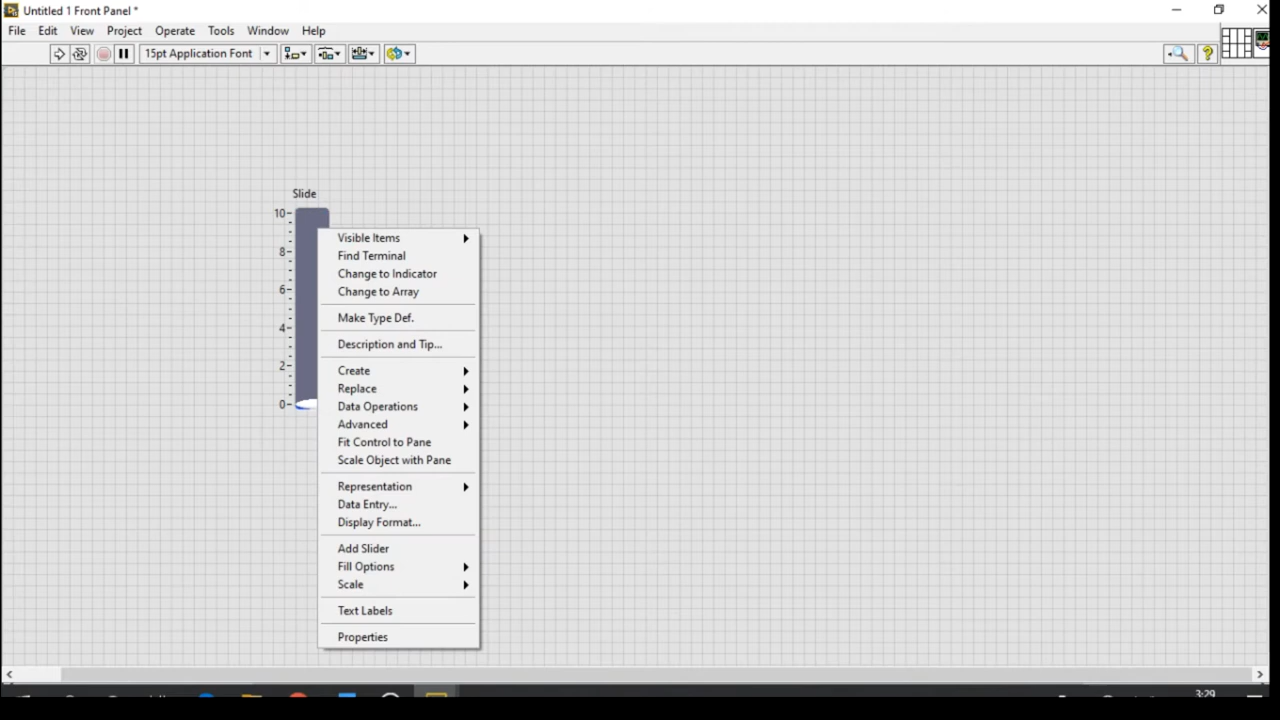 Untitled 1 Front Panel *
File Edit View Project Operate Tools Window Help
15pt Application Font
Slide
10
8
6
4
2
0
Visible Items
Find Terminal
Change to Indicator
Change to Array
Make Type Def.
Description and Tip...
Create
Replace
Data Operations
Advanced
Fit Control to Pane
Scale Object with Pane
Representation
Data Entry...
Display Format...
Add Slider
Fill Options
Scale
Text Labels
Properties
3:29